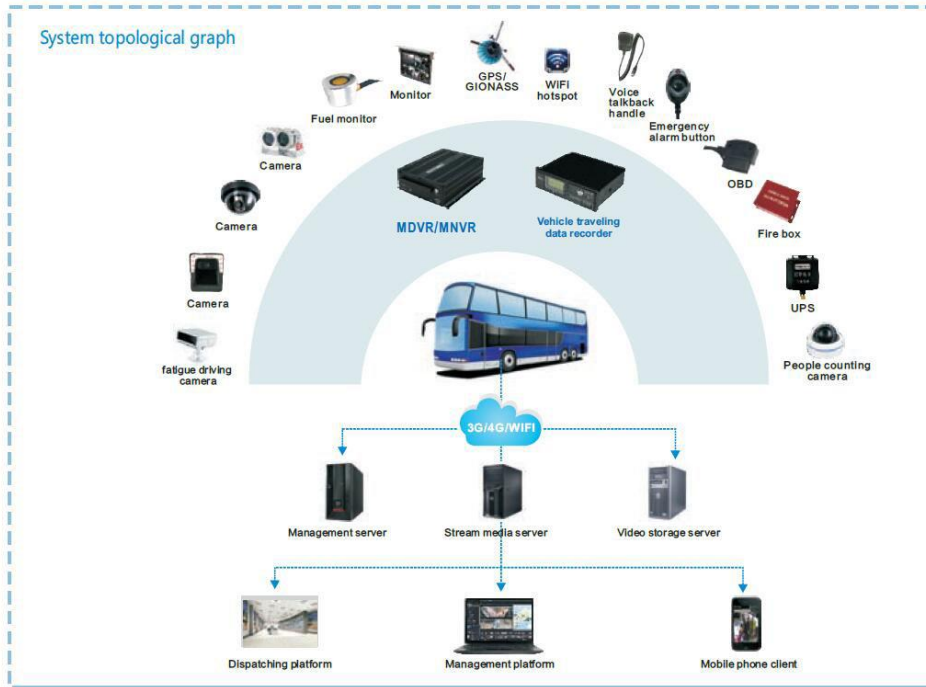 System topological graph
GPS/
GIONASS
WiFi
hotspot
Voice
talkback
handle
Monitor
Fuel monitor
Emergency
alarm button
Camera
OBD
Camera
MDVR/MNVR
Vehicle traveling
data recorder
Fire box
Camera
UPS
fatigue driving
camera
People counting
camera
3G/4G/WIFI
Management server
Stream media server
Video storage server
Dispatching platform
Management platform
Mobile phone client